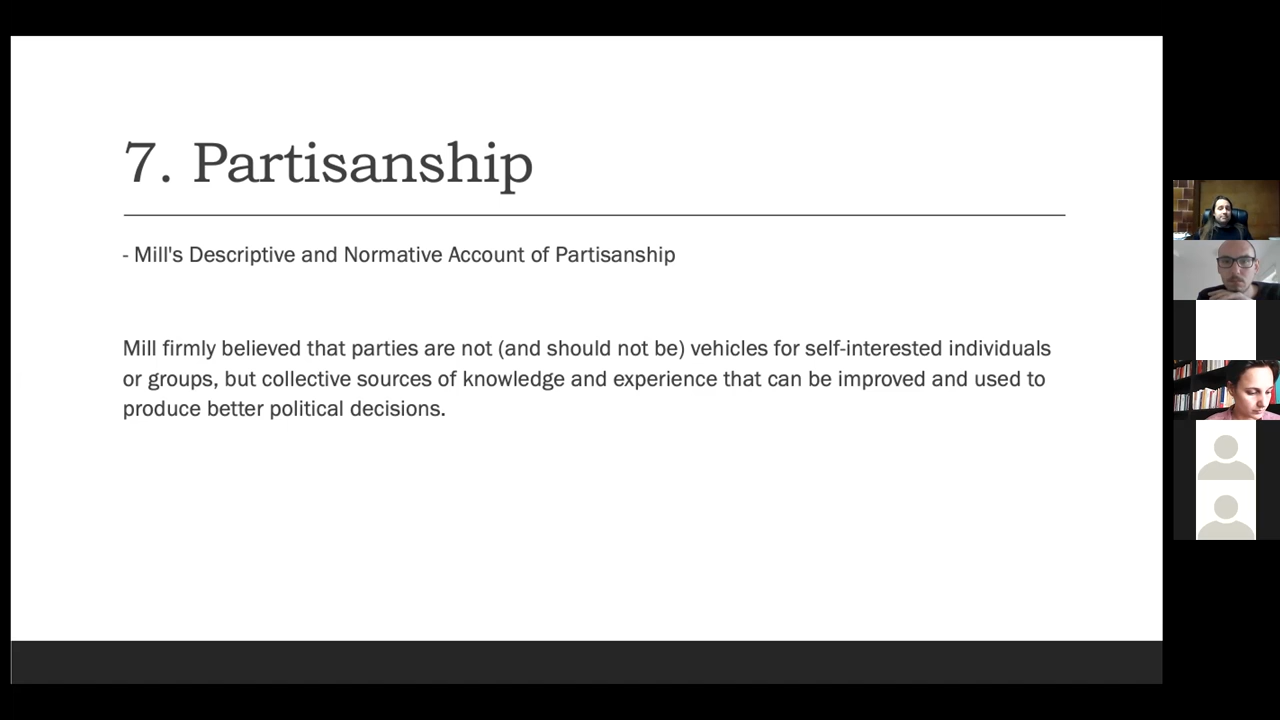 7. Partisanship
- Mill's Descriptive and Normative Account of Partisanship
Mill firmly believed that parties are not (and should not be) vehicles for self-interested individuals
or groups, but collective sources of knowledge and experience that can be improved and used to
produce better political decisions.